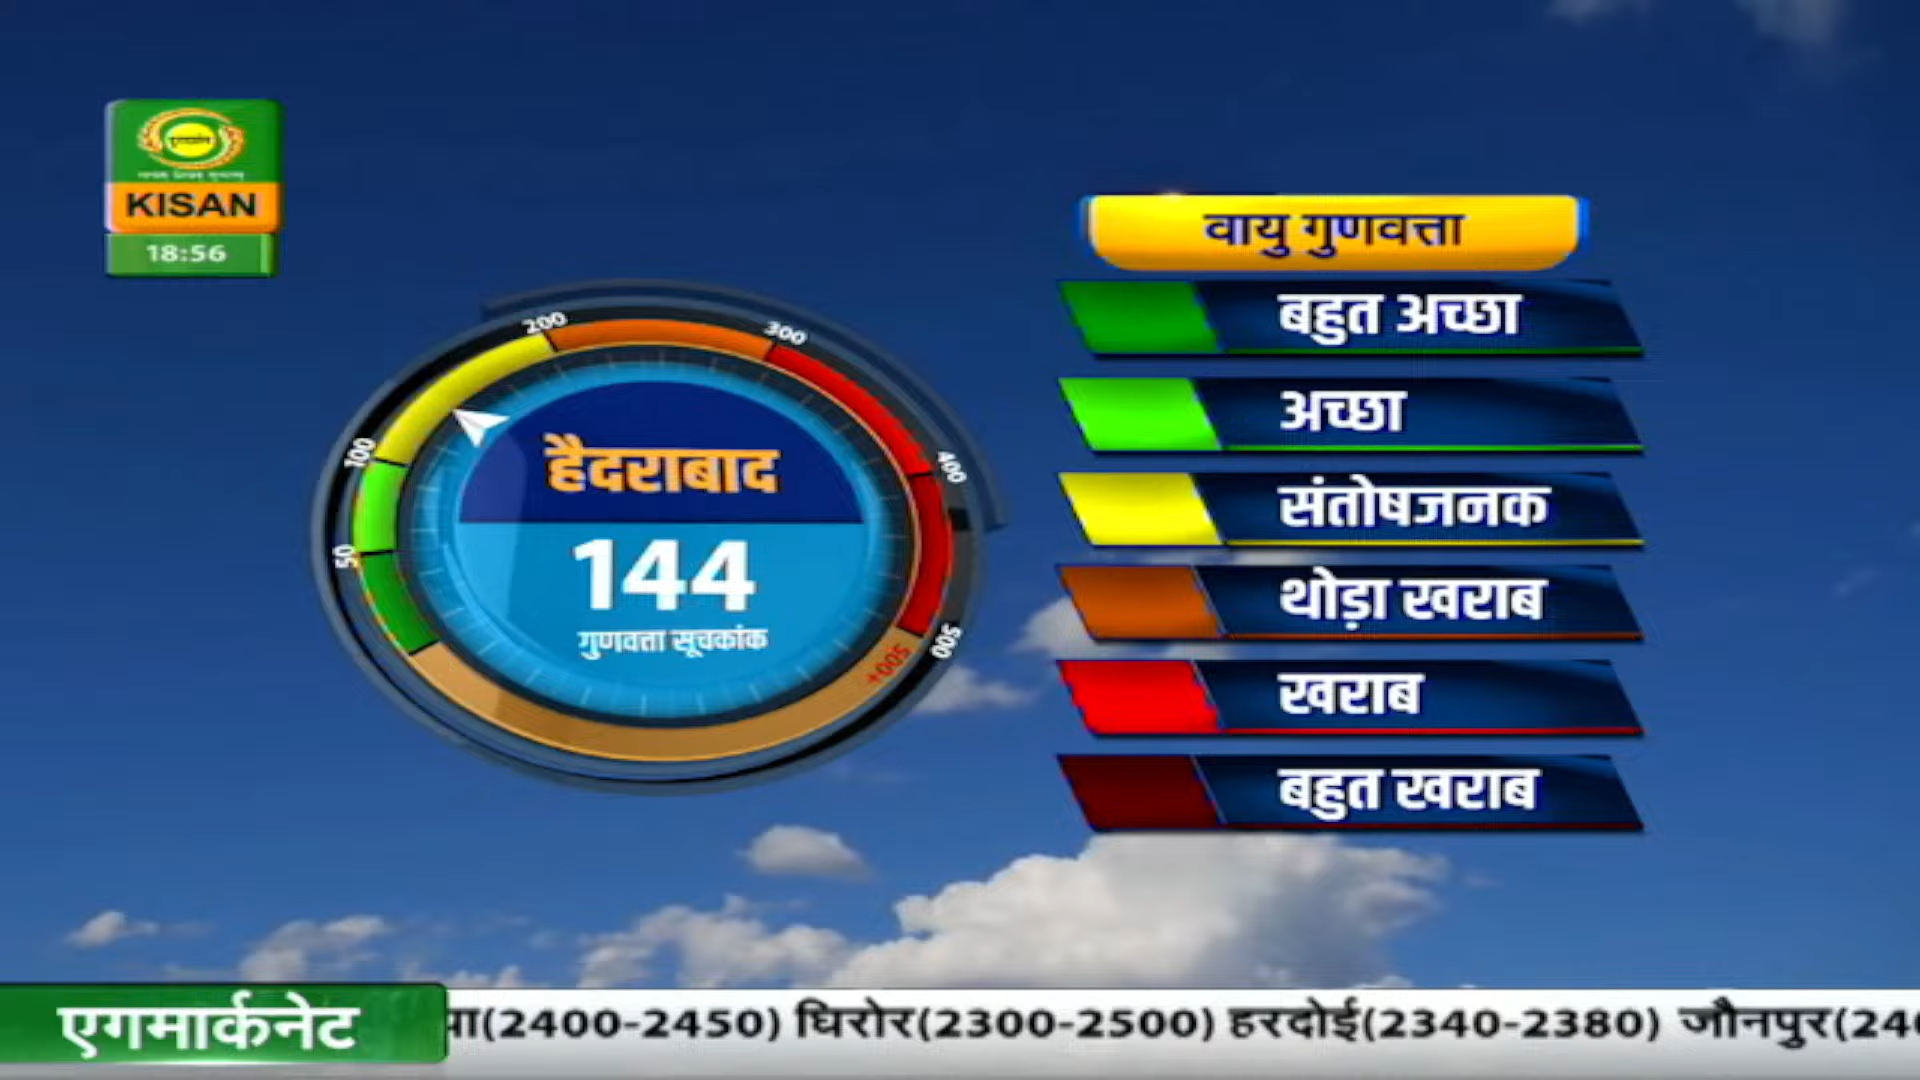 KISAN
18:56
वायु गुणवत्ता
बहुत अच्छा
अच्छा
संतोषजनक
थोड़ा खराब
खराब
बहुत खराब
200
300
100
400
50
500
500+
हैदराबाद
144
गुणवत्ता सूचकांक
एगमार्कनेट
(2400-2450) घिरोर(2300-2500) हरदोई(2340-2380) जौनपुर(240